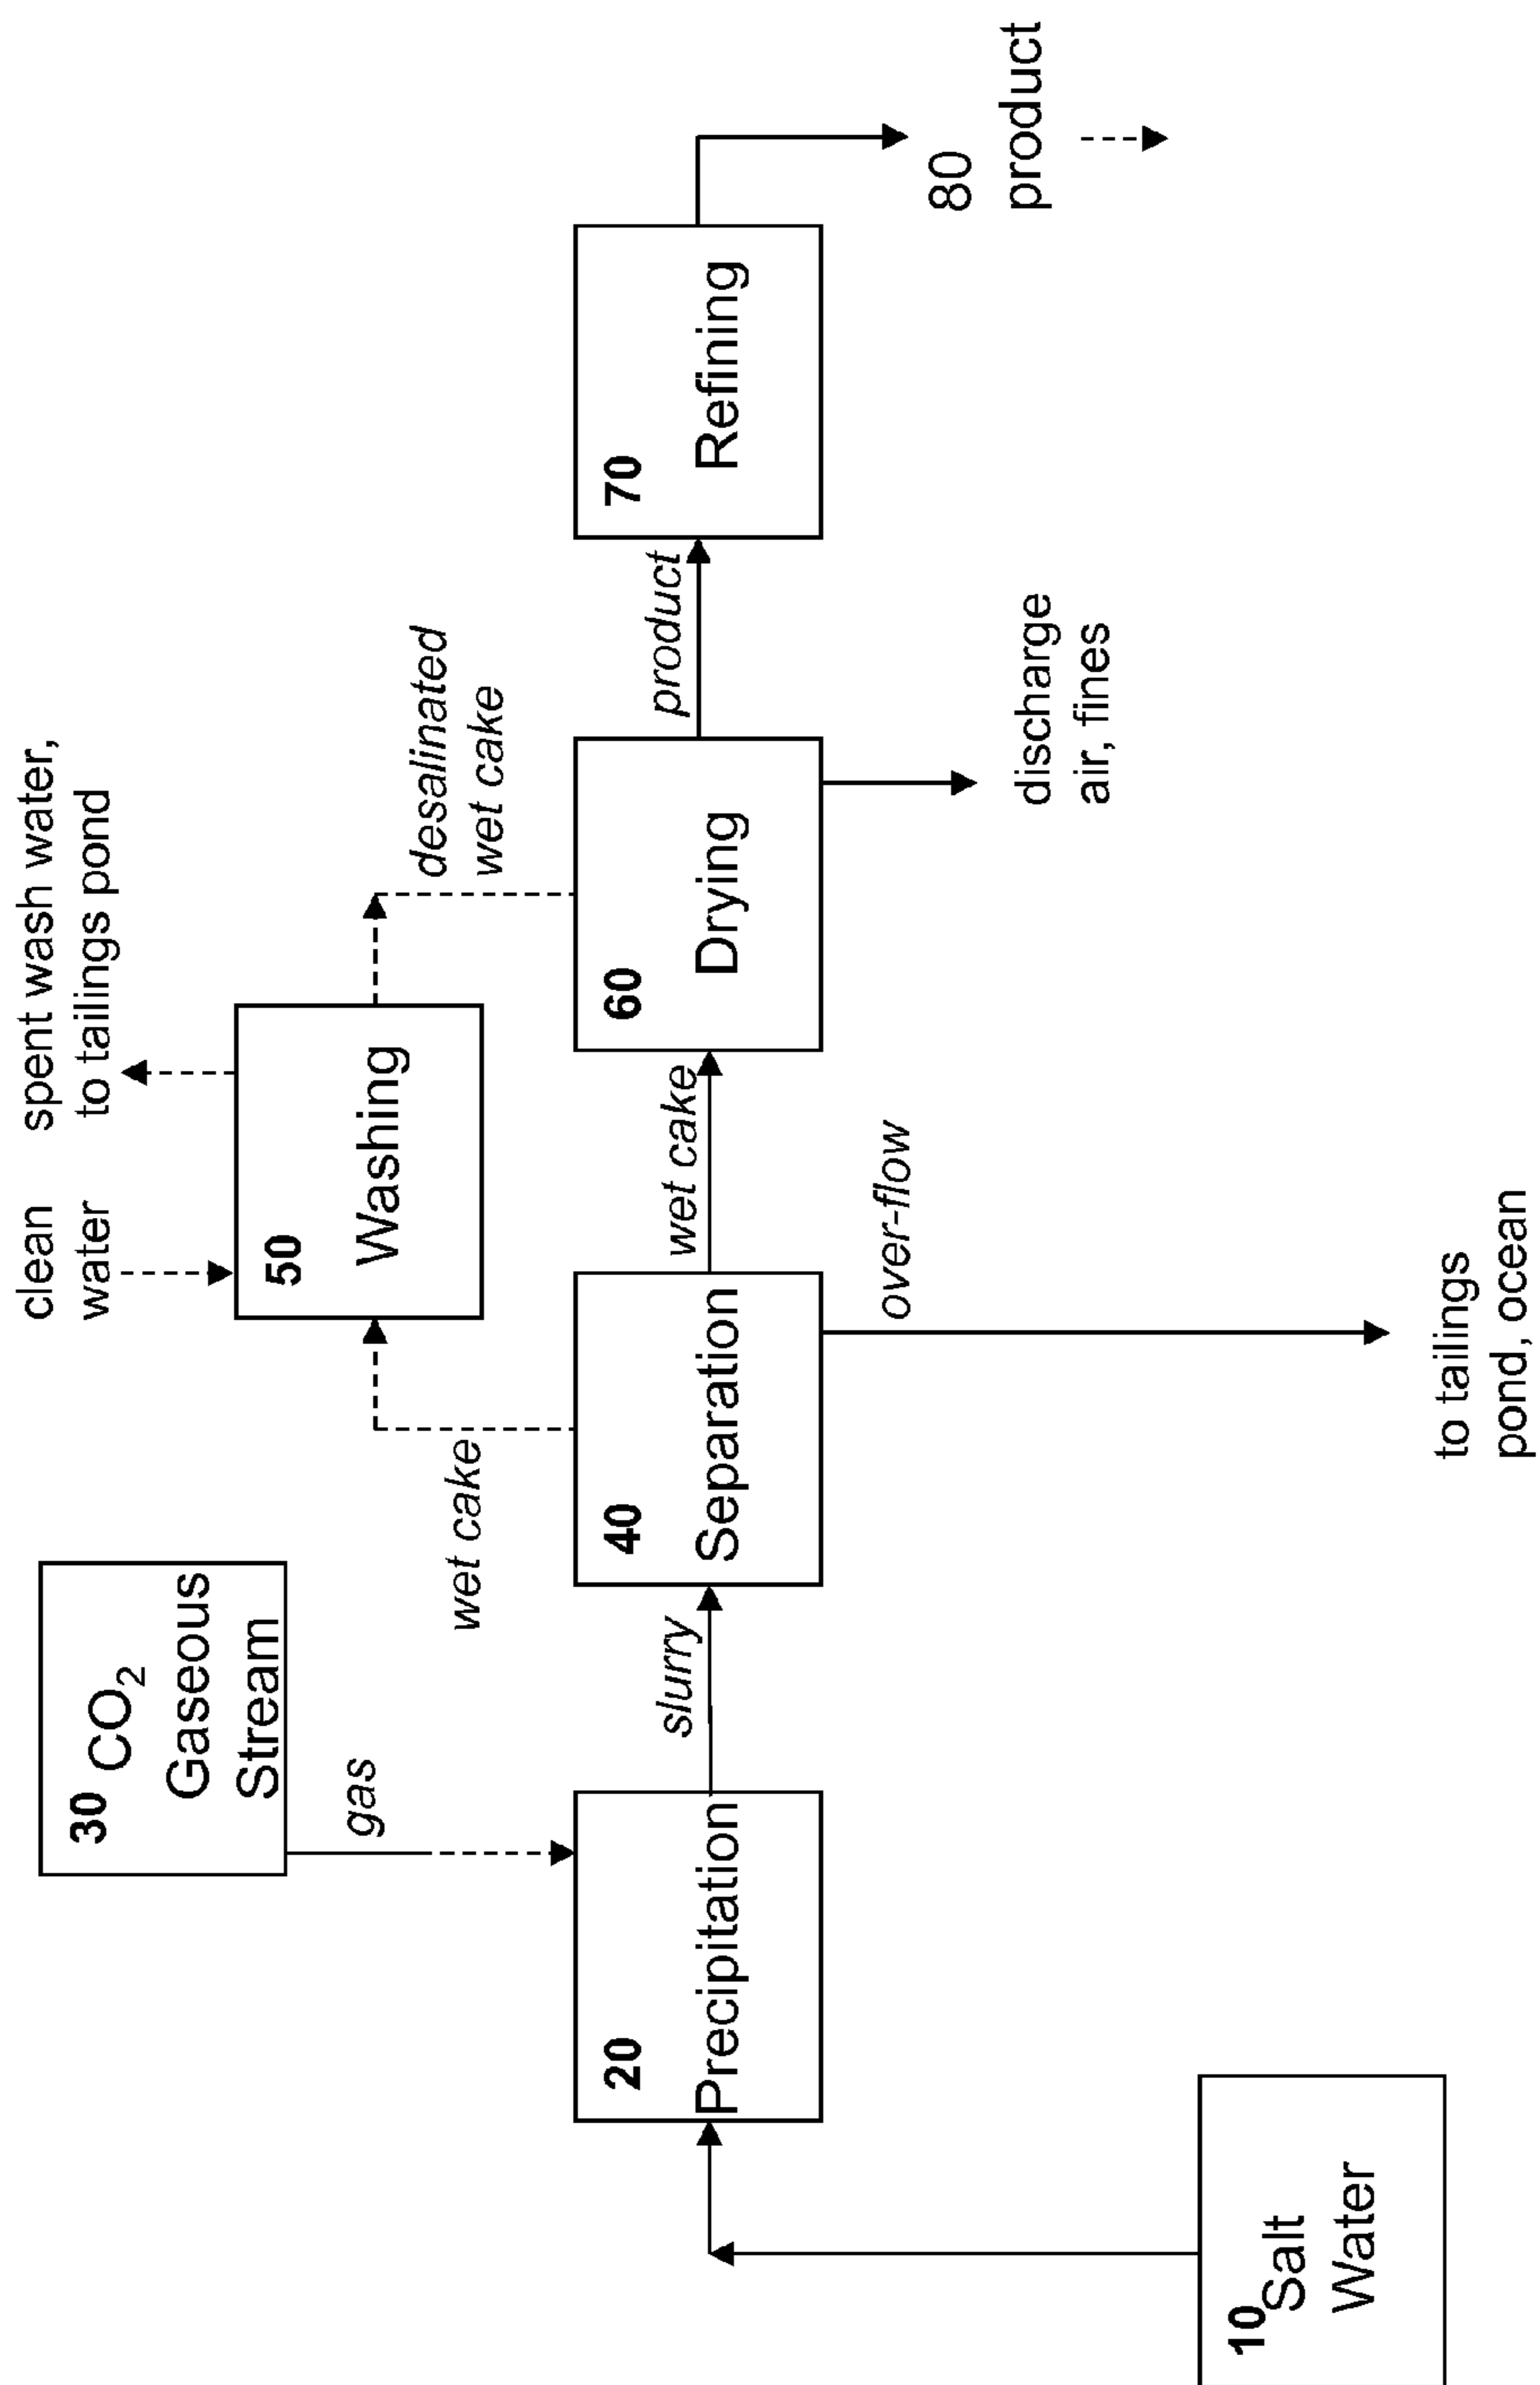 clean
water
spent wash water,
to tailings pond
30 CO₂
Gaseous
Stream
gas
50
Washing
wet cake
desalinated
wet cake
20
Precipitation
slurry
40
Separation
wet cake
60
Drying
product
70
Refining
over-flow
discharge
air, fines
80
product
10 Salt
Water
to tailings
pond, ocean